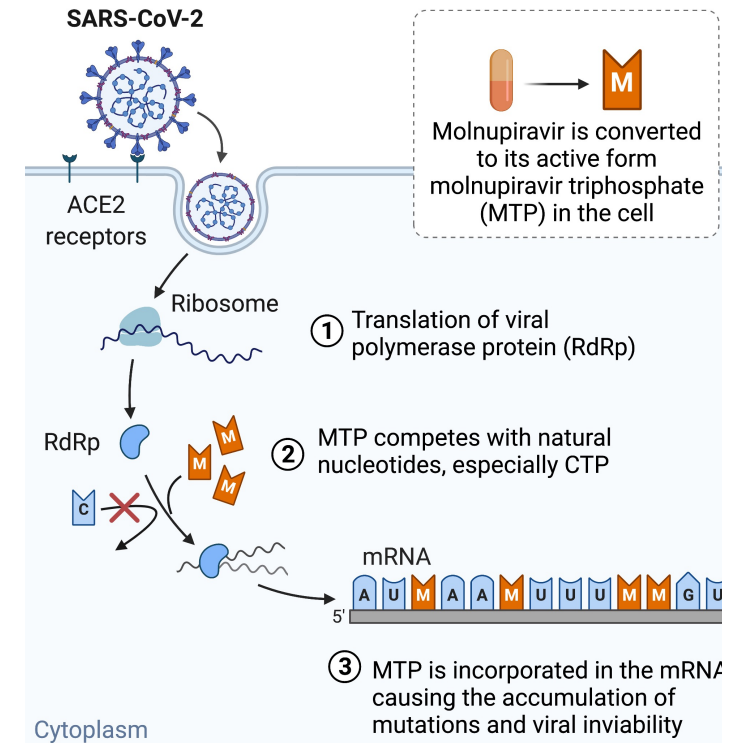 SARS-CoV-2
M
Molnupiravir is converted
to its active form
molnupiravir triphosphate
(MTP) in the cell
ACE2
receptors
Ribosome
1 Translation of viral
polymerase protein (RdRp)
RdRp
M
M
M
2 MTP competes with natural
nucleotides, especially CTP
C
mRNA
A U M A A M U U U M M G U
5'
3 MTP is incorporated in the mRNA
causing the accumulation of
mutations and viral inviability
Cytoplasm